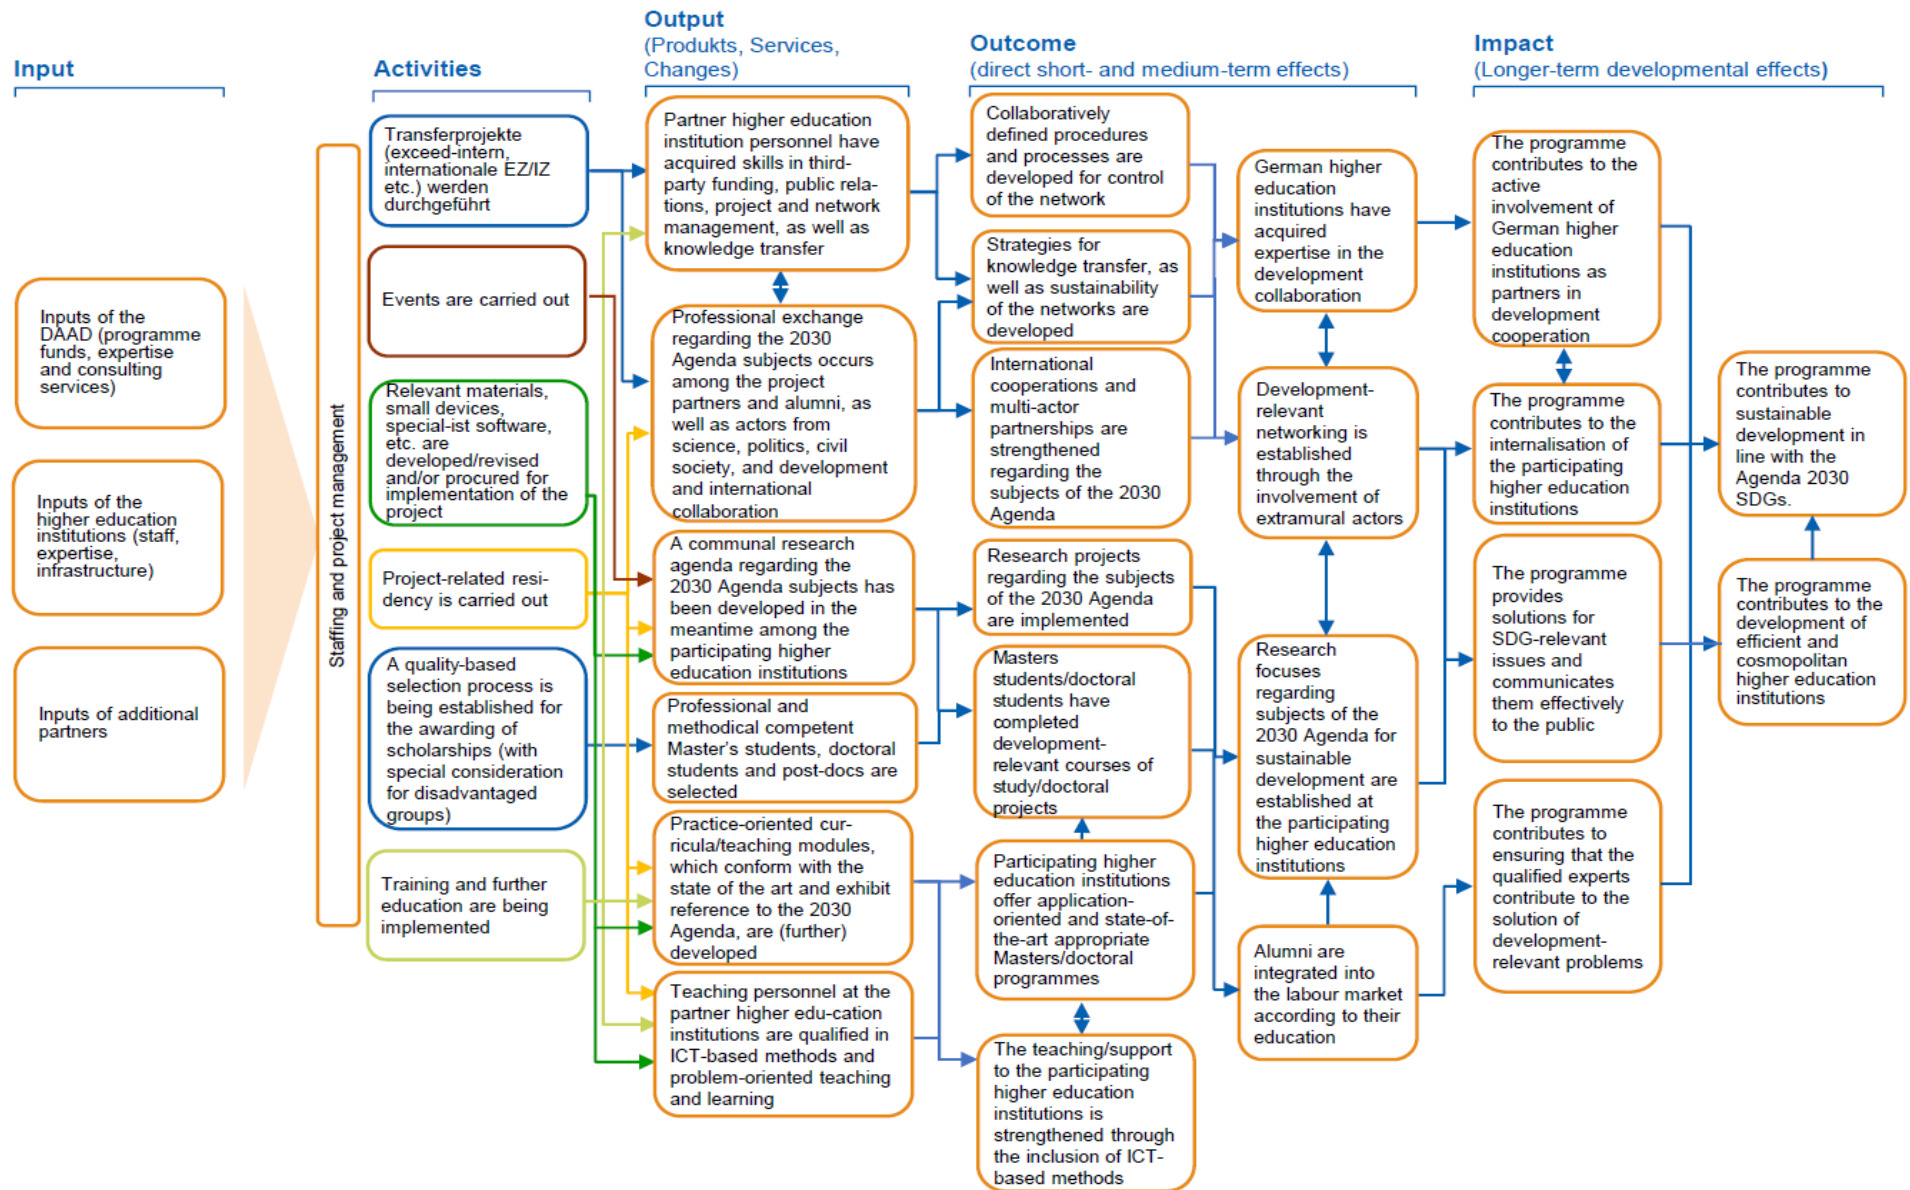 Input
Activities
Output
(Produkts, Services,
Changes)
Outcome
(direct short- and medium-term effects)
Impact
(Longer-term developmental effects)
Inputs of the
DAAD (programme
funds, expertise
and consulting
services)
Inputs of the
higher education
institutions (staff,
expertise,
infrastructure)
Inputs of additional
partners
Staffing and project management
Transferprojekte
(exceed-intern,
internationale EZ/IZ
etc.) werden
durchgeführt
Events are carried out
Relevant materials,
small devices,
special-ist software,
etc. are
developed/revised
and/or procured for
implementation of the
project
Project-related resi-
dency is carried out
A quality-based
selection process is
being established for
the awarding of
scholarships (with
special consideration
for disadvantaged
groups)
Training and further
education are being
implemented
Partner higher education
institution personnel have
acquired skills in third-
party funding, public rela-
tions, project and network
management, as well as
knowledge transfer
Professional exchange
regarding the 2030
Agenda subjects occurs
among the project
partners and alumni, as
well as actors from
science, politics, civil
society, and development
and international
collaboration
A communal research
agenda regarding the
2030 Agenda subjects has
been developed in the
meantime among the
participating higher
education institutions
Professional and
methodical competent
Master's students, doctoral
students and post-docs are
selected
Practice-oriented cur-
ricula/teaching modules,
which conform with the
state of the art and exhibit
reference to the 2030
Agenda, are (further)
developed
Teaching personnel at the
partner higher edu-cation
institutions are qualified in
ICT-based methods and
problem-oriented teaching
and learning
Collaboratively
defined procedures
and processes are
developed for control
of the network
Strategies for
knowledge transfer, as
well as sustainability
of the networks are
developed
International
cooperations and
multi-actor
partnerships are
strengthened
regarding the
subjects of the 2030
Agenda
Research projects
regarding the subjects
of the 2030 Agenda
are implemented
Masters
students/doctoral
students have
completed
development-
relevant courses of
study/doctoral
projects
Participating higher
education institutions
offer application-
oriented and state-of-
the-art appropriate
Masters/doctoral
programmes
The teaching/support
to the participating
higher education
institutions is
strengthened through
the inclusion of ICT-
based methods
German higher
education
institutions have
acquired
expertise in the
development
collaboration
Development-
relevant
networking is
established
through the
involvement of
extramural actors
Research
focuses
regarding
subjects of the
2030 Agenda for
sustainable
development are
established at
the participating
higher education
institutions
Alumni are
integrated into
the labour market
according to their
education
The programme
contributes to the
active
involvement of
German higher
education
institutions as
partners in
development
cooperation
The programme
contributes to the
internalisation of
the participating
higher education
institutions
The programme
provides
solutions for
SDG-relevant
issues and
communicates
them effectively
to the public
The programme
contributes to
ensuring that the
qualified experts
contribute to the
solution of
development-
relevant problems
The programme
contributes to
sustainable
development in
line with the
Agenda 2030
SDGs.
The programme
contributes to the
development of
efficient and
cosmopolitan
higher education
institutions